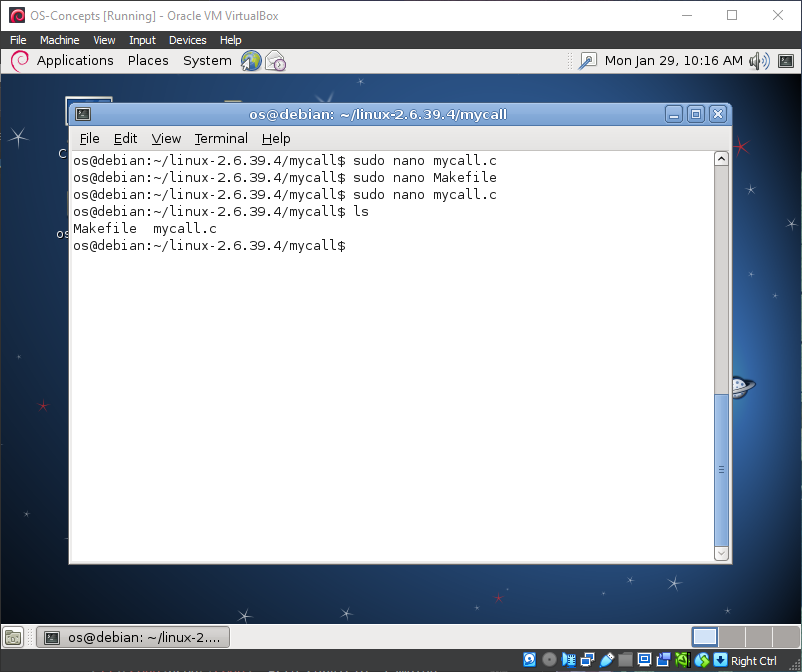 OS-Concepts [Running] - Oracle VM VirtualBox
File Machine View Input Devices Help
Applications Places System Mon Jan 29, 10:16 AM
os@debian: ~/linux-2.6.39.4/mycall
File Edit View Terminal Help
os@debian:~/linux-2.6.39.4/mycall$ sudo nano mycall.c
os@debian:~/linux-2.6.39.4/mycall$ sudo nano Makefile
os@debian:~/linux-2.6.39.4/mycall$ sudo nano mycall.c
os@debian:~/linux-2.6.39.4/mycall$ ls
Makefile mycall.c
os@debian:~/linux-2.6.39.4/mycall$
os@debian: ~/linux-2....
Right Ctrl